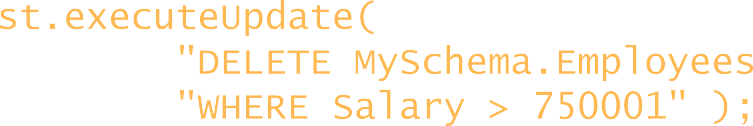 st.executeUpdate(
"DELETE MySchema.Employees
"WHERE Salary > 750001" );